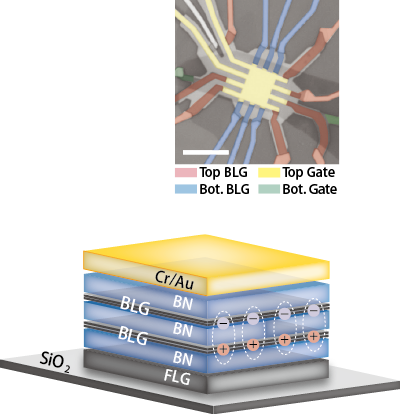 Top BLG Top Gate
Bot. BLG Bot. Gate
Cr/Au
BN
BLG
BN
BLG
BN
SiO2
FLG
− − − −
+ + + +